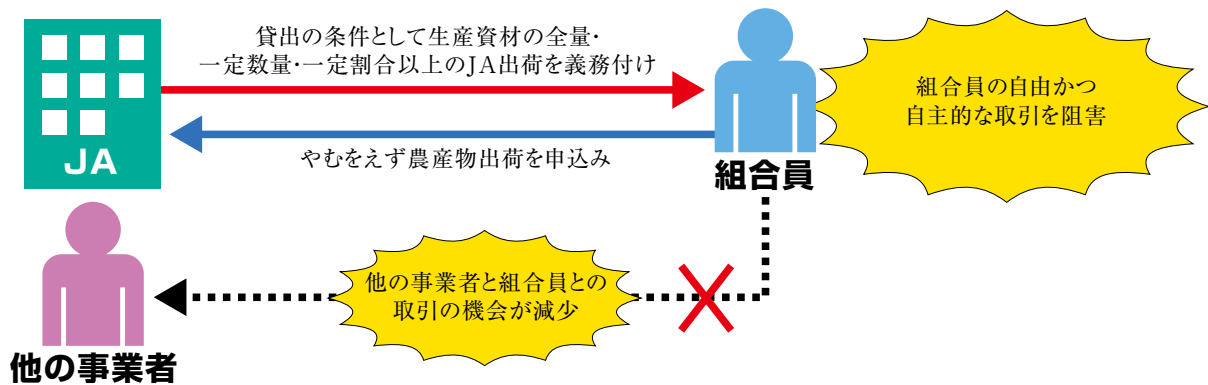 貸出の条件として生産資材の全量・
一定数量・一定割合以上のJA出荷を義務付け
JA
やむをえず農産物出荷を申込み
組合員
組合員の自由かつ
自主的な取引を阻害
他の事業者と組合員との
取引の機会が減少
他の事業者